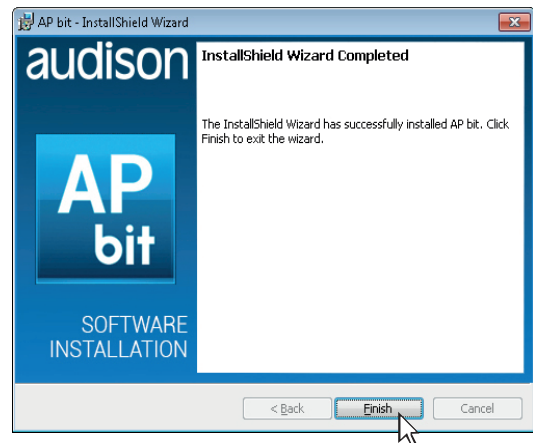 AP bit - InstallShield Wizard
audison
InstallShield Wizard Completed
The InstallShield Wizard has successfully installed AP bit. Click
Finish to exit the wizard.
AP
bit
SOFTWARE
INSTALLATION
< Back
Finish
Cancel